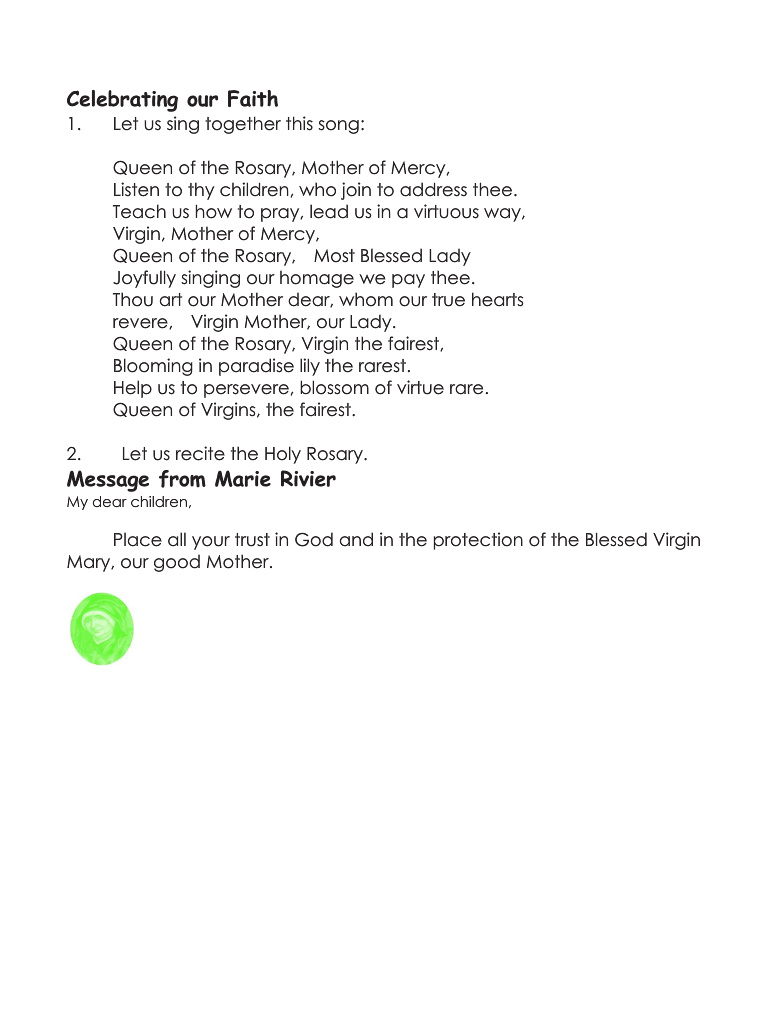 Celebrating our Faith
1. Let us sing together this song:
Queen of the Rosary, Mother of Mercy,
Listen to thy children, who join to address thee.
Teach us how to pray, lead us in a virtuous way,
Virgin, Mother of Mercy,
Queen of the Rosary, Most Blessed Lady
Joyfully singing our homage we pay thee.
Thou art our Mother dear, whom our true hearts
revere, Virgin Mother, our Lady.
Queen of the Rosary, Virgin the fairest,
Blooming in paradise lily the rarest.
Help us to persevere, blossom of virtue rare.
Queen of Virgins, the fairest.
2. Let us recite the Holy Rosary.
Message from Marie Rivier
My dear children,
Place all your trust in God and in the protection of the Blessed Virgin
Mary, our good Mother.